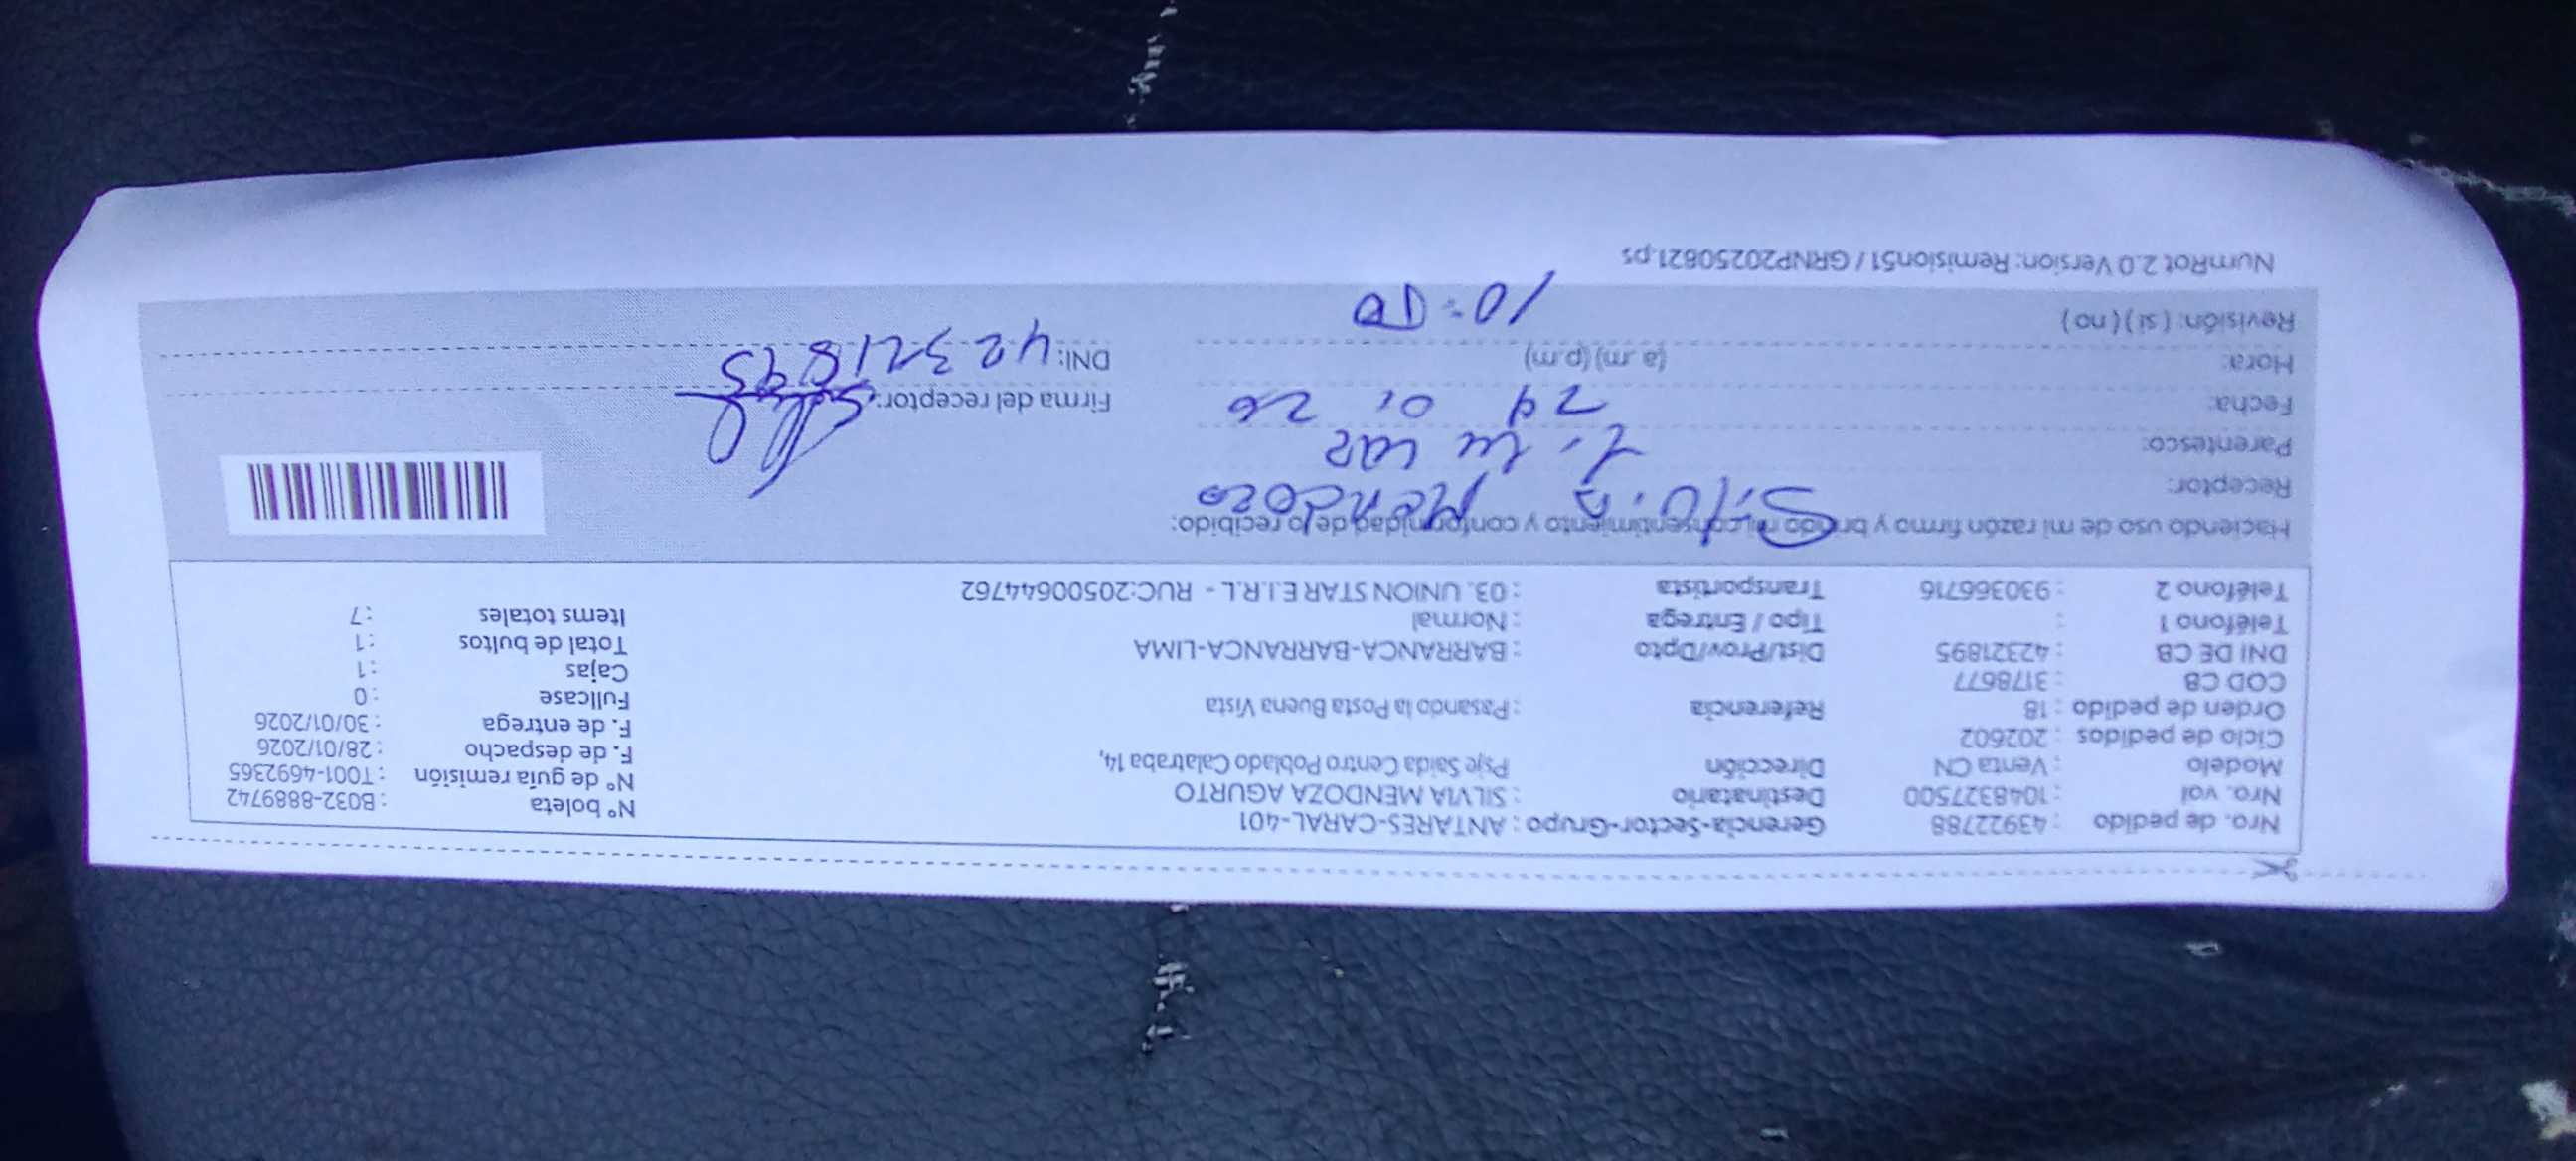 Nro. de pedido : 43922788 Gerencia-Sector-Grupo : ANTARES-CARAL-401 N° boleta : B032-8889742
Nro. vol : 1048327500 Destinatario : SILVIA MENDOZA AGURTO N° de guía remisión : T001-4692365
Modelo : Venta CN Dirección Psje Saida Centro Poblado Calatraba 14, F. de despacho : 28/01/2026
Ciclo de pedidos : 202602 F. de entrega : 30/01/2026
Orden de pedido : 18 Referencia : Pasando la Posta Buena Vista Fullcase : 0
COD CB : 3178677 Cajas : 1
DNI DE CB : 42321895 Dist/Prov/Dpto : BARRANCA-BARRANCA-LIMA Total de bultos : 1
Teléfono 1 : Tipo / Entrega : Normal Items totales : 7
Teléfono 2 : 930366716 Transportista : 03. UNION STAR E.I.R.L - RUC:20500644762
Haciendo uso de mi razón firmo y brindo mi consentimiento y conformidad de lo recibido:
Receptor: Silvia Mendoza
Parentesco:
Fecha: 29 01 26 Firma del receptor:
Hora: (a.m) (p.m) DNI: 42321895
Revisión: ( si ) ( no ) 10:10
NumRot 2.0 Version: Remision51 / GRNP20250821.ps